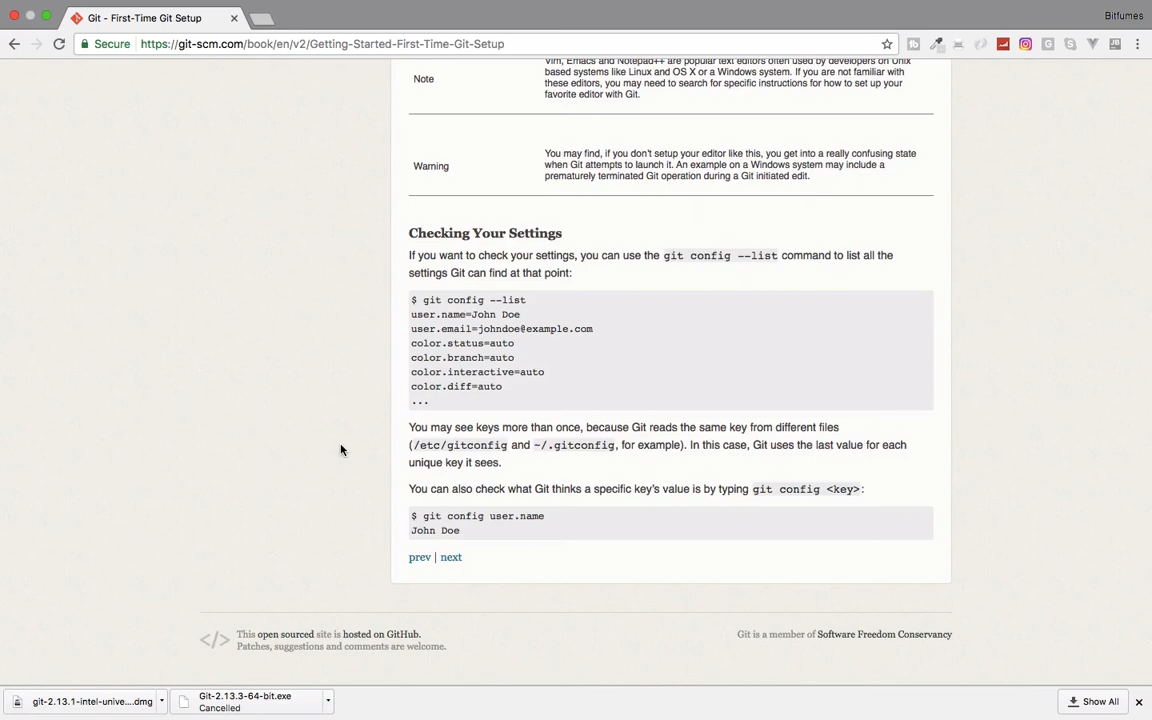 Git - First-Time Git Setup
Bitfumes
Secure
https://git-scm.com/book/en/v2/Getting-Started-First-Time-Git-Setup
Vim, Emacs and Notepad++ are popular text editors often used by developers on Unix
Note
based systems like Linux and OS X or a Windows system. If you are not familiar with
these editors, you may need to search for specific instructions for how to set up your
favorite editor with Git.
You may find, if you don't setup your editor like this, you get into a really confusing state
Warning
when Git attempts to launch it. An example on a Windows system may include a
prematurely terminated Git operation during a Git initiated edit.
Checking Your Settings
If you want to check your settings, you can use the git config --list command to list all the
settings Git can find at that point:
$ git config --list
user.name=John Doe
user.email=johndoe@example.com
color.status=auto
color.branch=auto
color.interactive=auto
color.diff=auto
...
You may see keys more than once, because Git reads the same key from different files
(/etc/gitconfig and ~/.gitconfig, for example). In this case, Git uses the last value for each
unique key it sees.
You can also check what Git thinks a specific key's value is by typing git config <key>:
$ git config user.name
John Doe
prev | next
</> This open sourced site is hosted on GitHub.
Patches, suggestions and comments are welcome.
Git is a member of Software Freedom Conservancy
git-2.13.1-intel-unive....dmg
Git-2.13.3-64-bit.exe
Cancelled
Show All